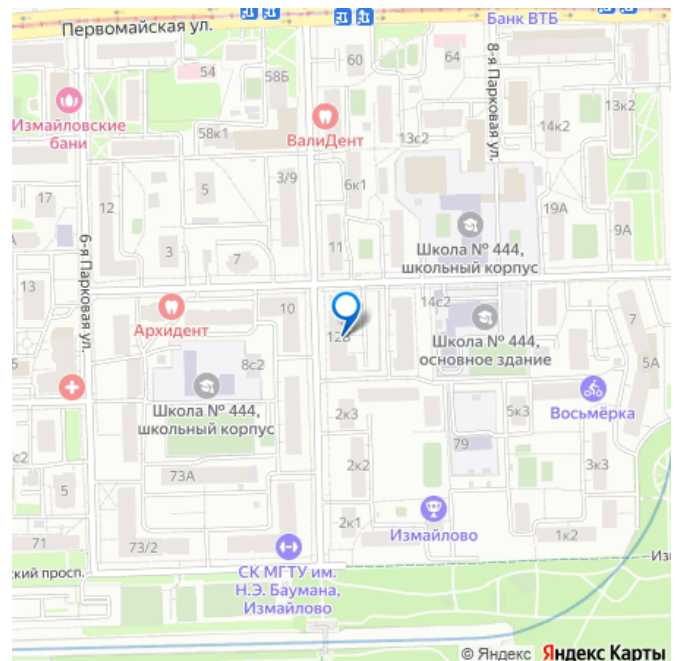 Банк ВТБ
Первомайская ул.
60
64
54
58Б
8-я Парковая ул.
13к2
Измайловские
бани
58к1
ВалиДент
13с2
14к2
3/9
6к1
5
17
12
19А
9А
11
Школа № 444,
школьный корпус
3
7
6-я Парковая ул.
13
10
14с2
Архидент
12В
Школа № 444,
основное здание
7
5А
8с2
Восьмёрка
Школа № 444,
школьный корпус
2к3
5к3
79
с2
2к2
3к3
73А
5
2к1
Измайлово
1к2
71
73/2
кий просп.
СК МГТУ им.
Н.Э. Баумана,
Измайлово
Из
© Яндекс Яндекс Карты